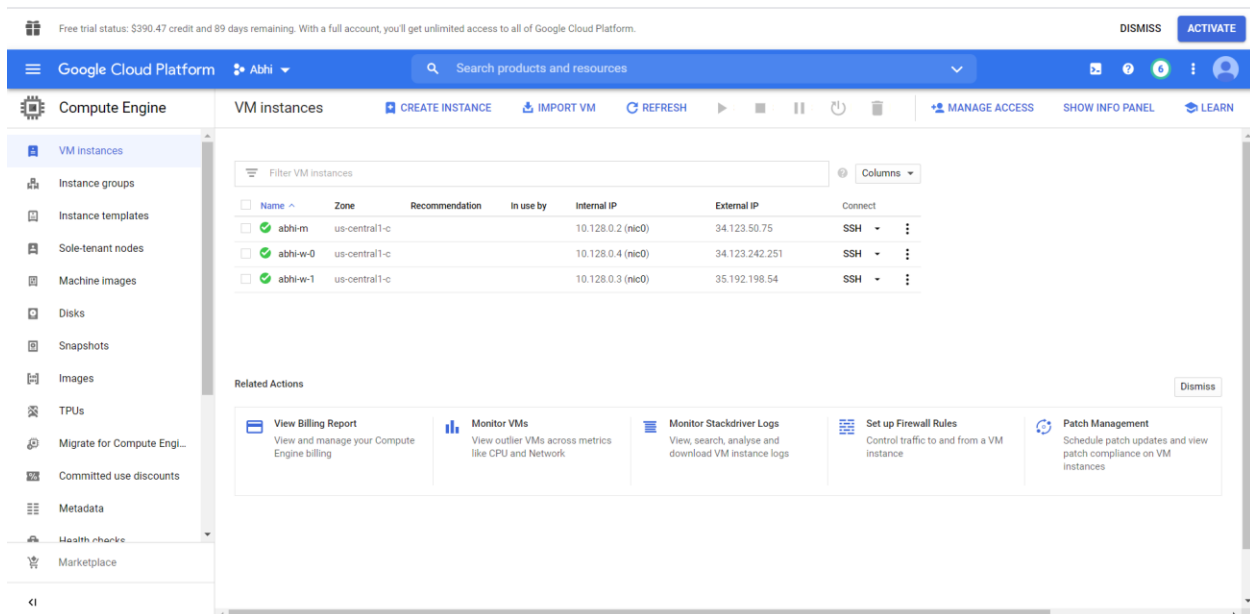 Free trial status: $390.47 credit and 89 days remaining. With a full account, you'll get unlimited access to all of Google Cloud Platform.
DISMISS
ACTIVATE
Google Cloud Platform
Abhi
Search products and resources
6
Compute Engine
VM instances
CREATE INSTANCE
IMPORT VM
REFRESH
MANAGE ACCESS
SHOW INFO PANEL
LEARN
VM instances
Instance groups
Instance templates
Sole-tenant nodes
Machine images
Disks
Snapshots
Images
TPUs
Migrate for Compute Engi...
Committed use discounts
Metadata
Health checks
Marketplace
Filter VM instances
Columns
Name Zone Recommendation In use by Internal IP External IP Connect
abhi-m us-central1-c 10.128.0.2 (nic0) 34.123.50.75 SSH
abhi-w-0 us-central1-c 10.128.0.4 (nic0) 34.123.242.251 SSH
abhi-w-1 us-central1-c 10.128.0.3 (nic0) 35.192.198.54 SSH
Related Actions
Dismiss
View Billing Report
View and manage your Compute
Engine billing
Monitor VMs
View outlier VMs across metrics
like CPU and Network
Monitor Stackdriver Logs
View, search, analyse and
download VM instance logs
Set up Firewall Rules
Control traffic to and from a VM
instance
Patch Management
Schedule patch updates and view
patch compliance on VM
instances